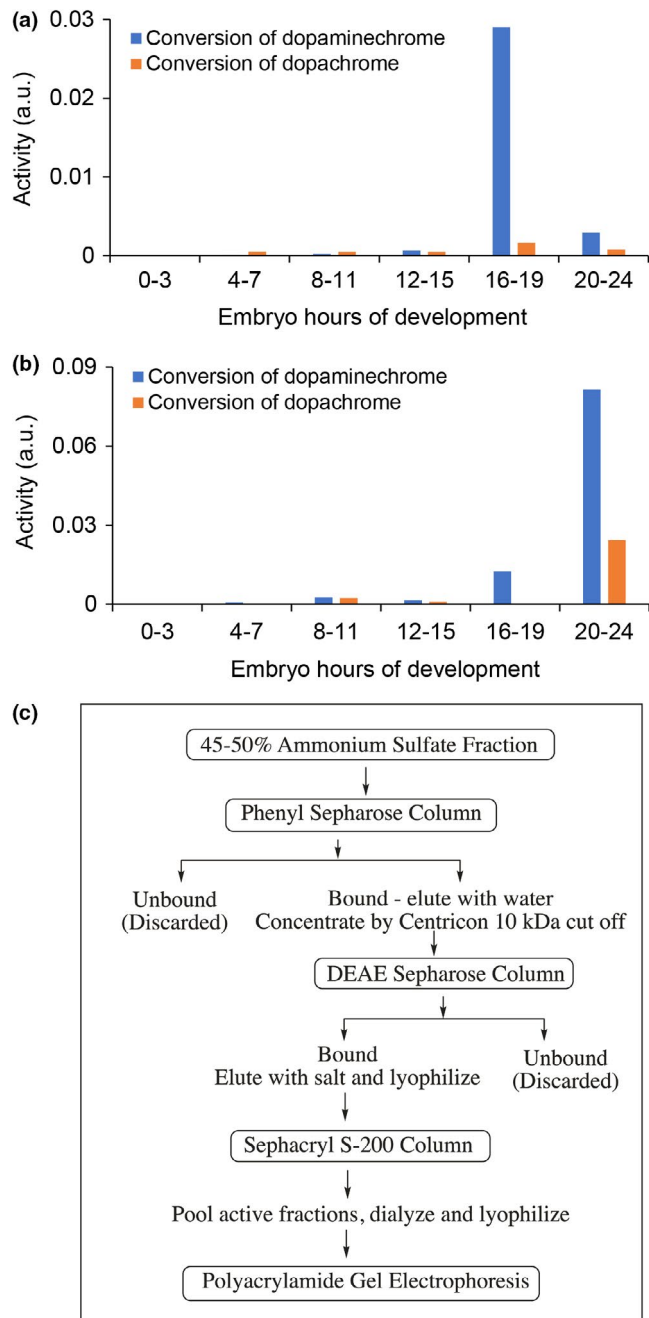 (a)
0.03
0.02
0.01
0
Activity (a.u.)
Conversion of dopaminechrome
Conversion of dopachrome
0-3 4-7 8-11 12-15 16-19 20-24
Embryo hours of development
(b)
0.09
0.06
0.03
0
Activity (a.u.)
Conversion of dopaminechrome
Conversion of dopachrome
0-3 4-7 8-11 12-15 16-19 20-24
Embryo hours of development
(c)
45-50% Ammonium Sulfate Fraction
Phenyl Sepharose Column
Unbound
(Discarded)
Bound - elute with water
Concentrate by Centricon 10 kDa cut off
DEAE Sepharose Column
Bound
Elute with salt and lyophilize
Unbound
(Discarded)
Sephacryl S-200 Column
Pool active fractions, dialyze and lyophilize
Polyacrylamide Gel Electrophoresis